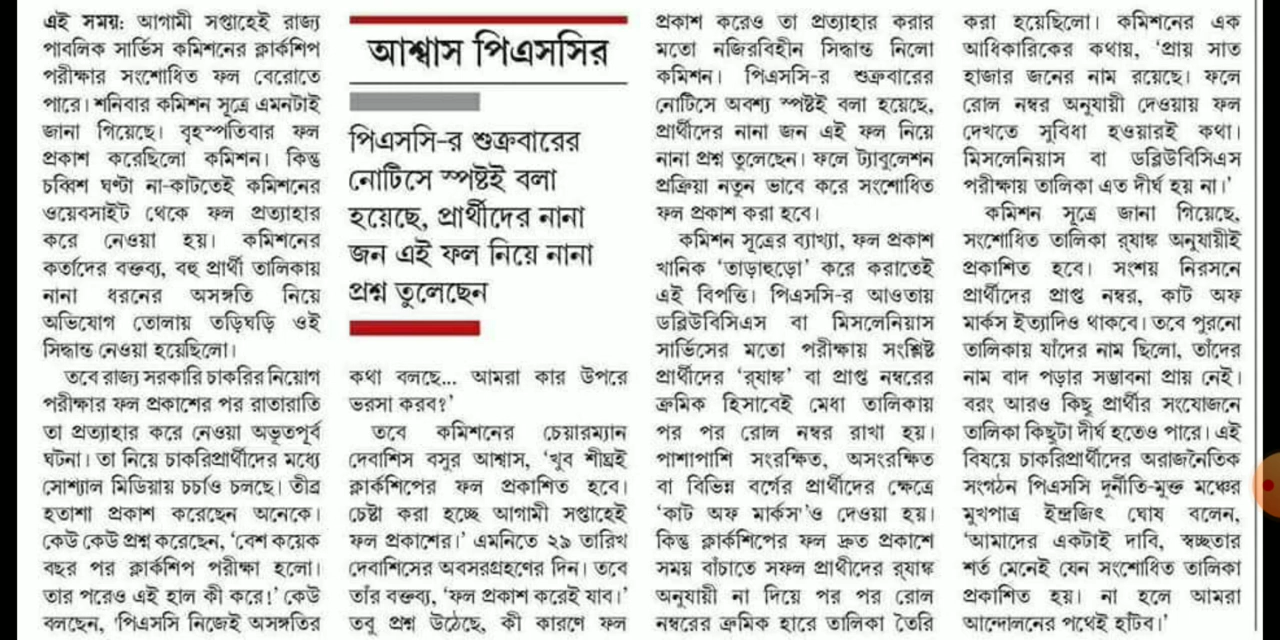 এই সময়: আগামী সপ্তাহেই রাজ্য
পাবলিক সার্ভিস কমিশনের ক্লার্কশিপ
পরীক্ষার সংশোধিত ফল বেরোতে
পারে। শনিবার কমিশন সূত্রে এমনটাই
জানা গিয়েছে। বৃহস্পতিবার ফল
প্রকাশ করেছিলো কমিশন। কিন্তু
চব্বিশ ঘণ্টা না-কাটতেই কমিশনের
ওয়েবসাইট থেকে ফল প্রত্যাহার
করে নেওয়া হয়। কমিশনের
কর্তাদের বক্তব্য, বহু প্রার্থী তালিকায়
নানা ধরনের অসঙ্গতি নিয়ে
অভিযোগ তোলায় তড়িঘড়ি ওই
সিদ্ধান্ত নেওয়া হয়েছিলো।
তবে রাজ্য সরকারি চাকরির নিয়োগ
পরীক্ষার ফল প্রকাশের পর রাতারাতি
তা প্রত্যাহার করে নেওয়া অভূতপূর্ব
ঘটনা। তা নিয়ে চাকরিপ্রার্থীদের মধ্যে
সোশ্যাল মিডিয়ায় চর্চাও চলছে। তীব্র
হতাশা প্রকাশ করেছেন অনেকে।
কেউ কেউ প্রশ্ন করেছেন, ‘বেশ কয়েক
বছর পর ক্লার্কশিপ পরীক্ষা হলো।
তার পরেও এই হাল কী করে!’ কেউ
বলছেন, ‘পিএসসি নিজেই অসঙ্গতির
আশ্বাস পিএসসির
পিএসসি-র শুক্রবারের
নোটিসে স্পষ্টই বলা
হয়েছে, প্রার্থীদের নানা
জন এই ফল নিয়ে নানা
প্রশ্ন তুলেছেন
কথা বলছে... আমরা কার উপরে
ভরসা করব?’
তবে কমিশনের চেয়ারম্যান
দেবাশিস বসুর আশ্বাস, ‘খুব শীঘ্রই
ক্লার্কশিপের ফল প্রকাশিত হবে।
চেষ্টা করা হচ্ছে আগামী সপ্তাহেই
ফল প্রকাশের।’ এমনিতে ২৯ তারিখ
দেবাশিসের অবসরগ্রহণের দিন। তবে
তাঁর বক্তব্য, ‘ফল প্রকাশ করেই যাব।’
তবু প্রশ্ন উঠেছে, কী কারণে ফল
প্রকাশ করেও তা প্রত্যাহার করার
মতো নজিরবিহীন সিদ্ধান্ত নিলো
কমিশন। পিএসসি-র শুক্রবারের
নোটিসে অবশ্য স্পষ্টই বলা হয়েছে,
প্রার্থীদের নানা জন এই ফল নিয়ে
নানা প্রশ্ন তুলেছেন। ফলে ট্যাবুলেশন
প্রক্রিয়া নতুন ভাবে করে সংশোধিত
ফল প্রকাশ করা হবে।
কমিশন সূত্রের ব্যাখ্যা, ফল প্রকাশ
খানিক ‘তাড়াহুড়ো’ করে করাতেই
এই বিপত্তি। পিএসসি-র আওতায়
ডব্লিউবিসিএস বা মিসলেনিয়াস
সার্ভিসের মতো পরীক্ষায় সংশ্লিষ্ট
প্রার্থীদের ‘র‍্যাঙ্ক’ বা প্রাপ্ত নম্বরের
ক্রমিক হিসাবেই মেধা তালিকায়
পর পর রোল নম্বর রাখা হয়।
পাশাপাশি সংরক্ষিত, অসংরক্ষিত
বা বিভিন্ন বর্গের প্রার্থীদের ক্ষেত্রে
‘কাট অফ মার্কস’ও দেওয়া হয়।
কিন্তু ক্লার্কশিপের ফল দ্রুত প্রকাশে
সময় বাঁচাতে সফল প্রার্থীদের র‍্যাঙ্ক
অনুযায়ী না দিয়ে পর পর রোল
নম্বরের ক্রমিক হারে তালিকা তৈরি
করা হয়েছিলো। কমিশনের এক
আধিকারিকের কথায়, ‘প্রায় সাত
হাজার জনের নাম রয়েছে। ফলে
রোল নম্বর অনুযায়ী দেওয়ায় ফল
দেখতে সুবিধা হওয়ারই কথা।
মিসলেনিয়াস বা ডব্লিউবিসিএস
পরীক্ষায় তালিকা এত দীর্ঘ হয় না।’
কমিশন সূত্রে জানা গিয়েছে,
সংশোধিত তালিকা র‍্যাঙ্ক অনুযায়ীই
প্রকাশিত হবে। সংশয় নিরসনে
প্রার্থীদের প্রাপ্ত নম্বর, কাট অফ
মার্কস ইত্যাদিও থাকবে। তবে পুরনো
তালিকায় যাঁদের নাম ছিলো, তাঁদের
নাম বাদ পড়ার সম্ভাবনা প্রায় নেই।
বরং আরও কিছু প্রার্থীর সংযোজনে
তালিকা কিছুটা দীর্ঘ হতেও পারে। এই
বিষয়ে চাকরিপ্রার্থীদের অরাজনৈতিক
সংগঠন পিএসসি দুর্নীতি-মুক্ত মঞ্চের
মুখপাত্র ইন্দ্রজিৎ ঘোষ বলেন,
‘আমাদের একটাই দাবি, স্বচ্ছতার
শর্ত মেনেই যেন সংশোধিত তালিকা
প্রকাশিত হয়। না হলে আমরা
আন্দোলনের পথেই হাটব।’